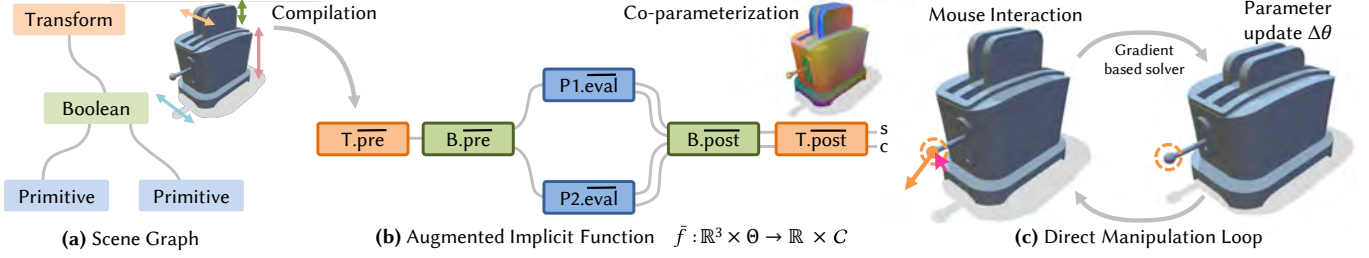 Transform
Boolean
Primitive
Primitive
(a) Scene Graph
Compilation
Co-parameterization
T.pre
B.pre
P1.eval
P2.eval
B.post
T.post
s
c
(b) Augmented Implicit Function f̄ : ℝ³ × Θ → ℝ × C
Mouse Interaction
Parameter
update Δθ
Gradient
based solver
(c) Direct Manipulation Loop